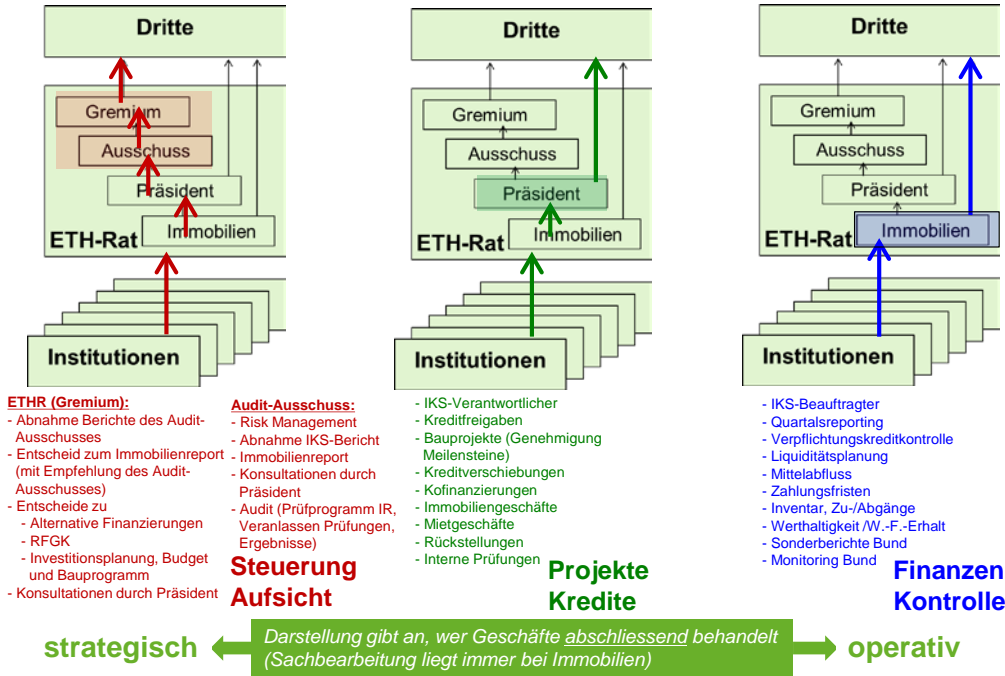 Dritte
Gremium
Ausschuss
Präsident
Immobilien
ETH-Rat
Institutionen
Dritte
Gremium
Ausschuss
Präsident
Immobilien
ETH-Rat
Institutionen
Dritte
Gremium
Ausschuss
Präsident
Immobilien
ETH-Rat
Institutionen
ETHR (Gremium):
- Abnahme Berichte des Audit-
Ausschusses
- Entscheid zum Immobilienreport
(mit Empfehlung des Audit-
Ausschusses)
- Entscheide zu
- Alternative Finanzierungen
- RFGK
- Investitionsplanung, Budget
und Bauprogramm
- Konsultationen durch Präsident
Audit-Ausschuss:
- Risk Management
- Abnahme IKS-Bericht
- Immobilienreport
- Konsultationen durch
Präsident
- Audit (Prüfprogramm IR,
Veranlassen Prüfungen,
Ergebnisse)
Steuerung
Aufsicht
- IKS-Verantwortlicher
- Kreditfreigaben
- Bauprojekte (Genehmigung
Meilensteine)
- Kreditverschiebungen
- Kofinanzierungen
- Immobiliengeschäfte
- Mietgeschäfte
- Rückstellungen
- Interne Prüfungen
Projekte
Kredite
- IKS-Beauftragter
- Quartalsreporting
- Verpflichtungskreditkontrolle
- Liquiditätsplanung
- Mittelabfluss
- Zahlungsfristen
- Inventar, Zu-/Abgänge
- Werthaltigkeit /W.-F.-Erhalt
- Sonderberichte Bund
- Monitoring Bund
Finanzen
Kontrolle
strategisch
Darstellung gibt an, wer Geschäfte abschliessend behandelt
(Sachbearbeitung liegt immer bei Immobilien)
operativ